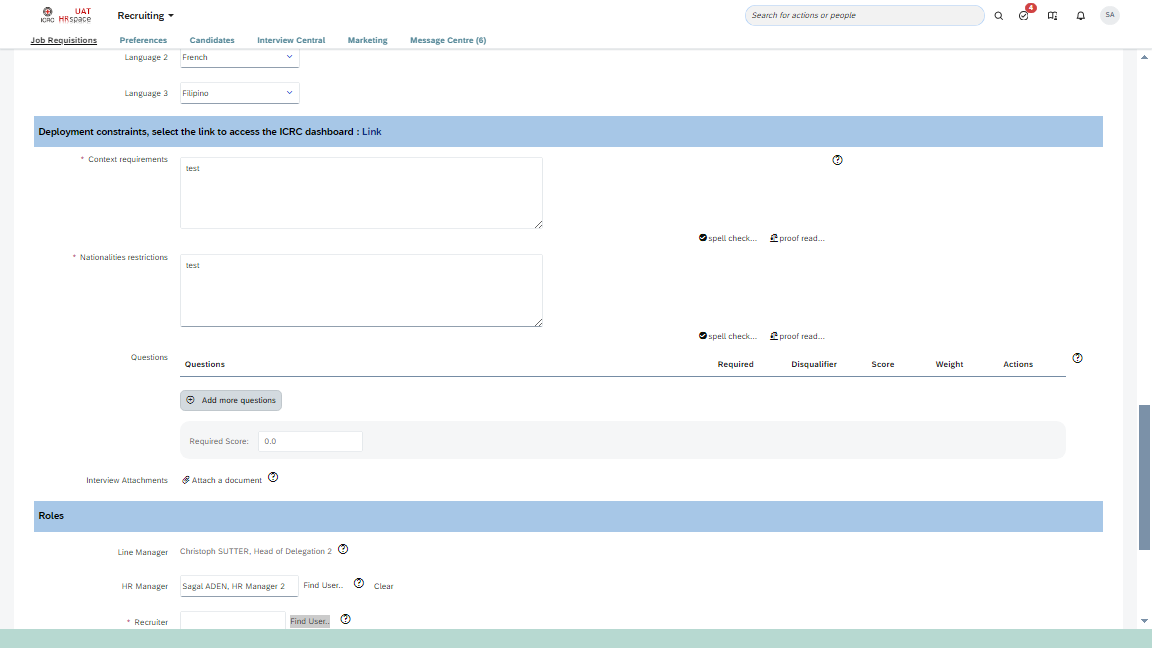 UAT
ICRC HRspace
Recruiting
Search for actions or people
4
SA
Job Requisitions Preferences Candidates Interview Central Marketing Message Centre (6)
Language 2 French
Language 3 Filipino
Deployment constraints, select the link to access the ICRC dashboard : Link
* Context requirements test
spell check... proof read...
* Nationalities restrictions test
spell check... proof read...
Questions
Questions Required Disqualifier Score Weight Actions
Add more questions
Required Score: 0.0
Interview Attachments Attach a document
Roles
Line Manager Christoph SUTTER, Head of Delegation 2
HR Manager Sagal ADEN, HR Manager 2 Find User.. Clear
* Recruiter Find User..